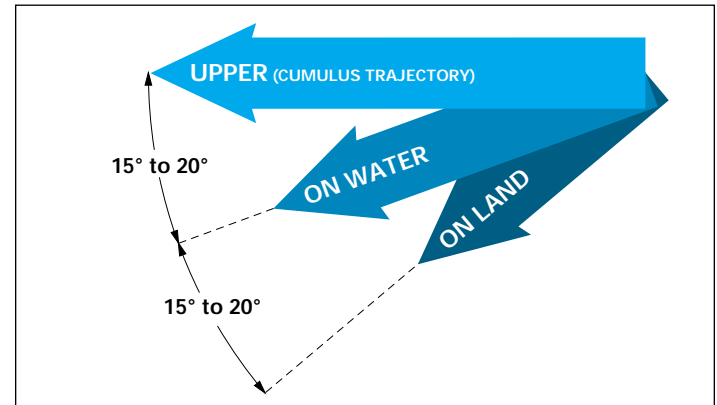 UPPER (CUMULUS TRAJECTORY)
15° to 20°
ON WATER
ON LAND
15° to 20°